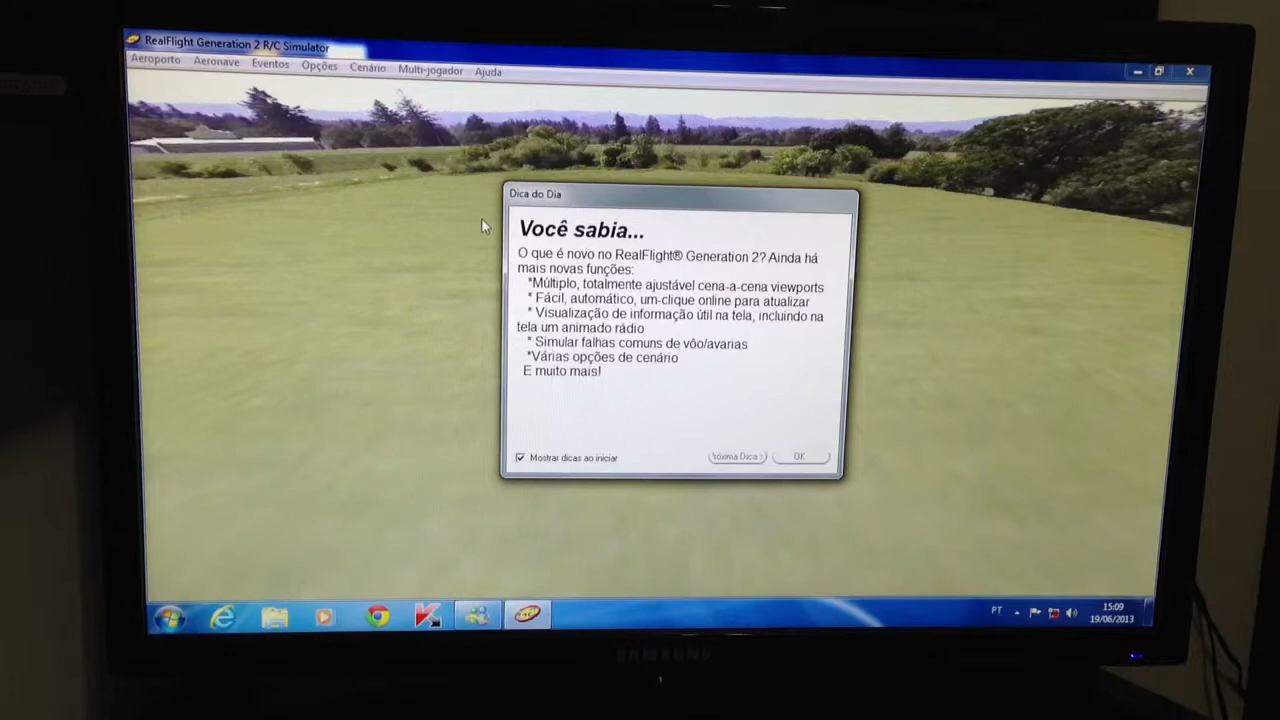 RealFlight Generation 2 R/C Simulator
Aeroporto Aeronave Eventos Opções Cenário Multi-jogador Ajuda
Dica do Dia
Você sabia...
O que é novo no RealFlight® Generation 2? Ainda há
mais novas funções:
*Múltiplo, totalmente ajustável cena-a-cena viewports
* Fácil, automático, um-clique online para atualizar
* Visualização de informação útil na tela, incluindo na
tela um animado rádio
* Simular falhas comuns de vôo/avarias
*Várias opções de cenário
E muito mais!
Mostrar dicas ao iniciar
Dica OK
PT
15:09
19/06/2013
SAMSUNG